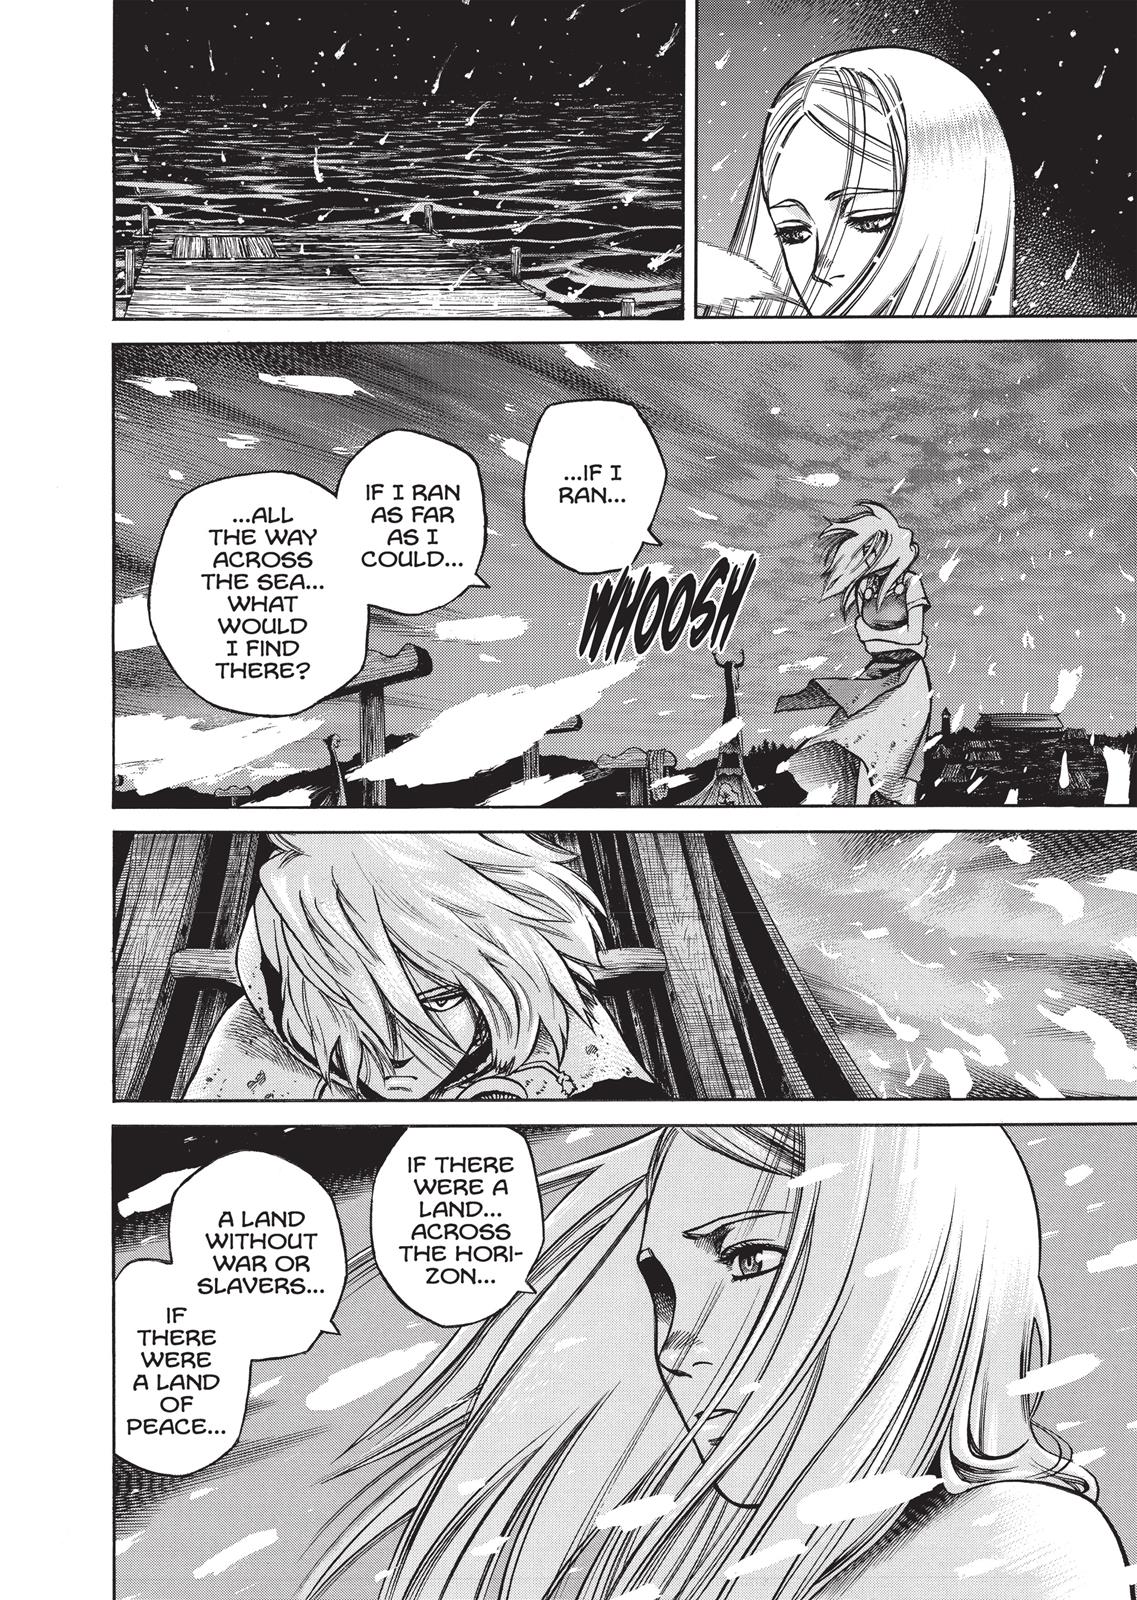 ...IF I
RAN...
IF I RAN
AS FAR
AS I
COULD...
...ALL
THE WAY
ACROSS
THE SEA...
WHAT
WOULD
I FIND
THERE?
WHOOSH
IF THERE
WERE A
LAND...
ACROSS
THE HORI-
ZON...
A LAND
WITHOUT
WAR OR
SLAVERS...
IF
THERE
WERE
A LAND
OF
PEACE...